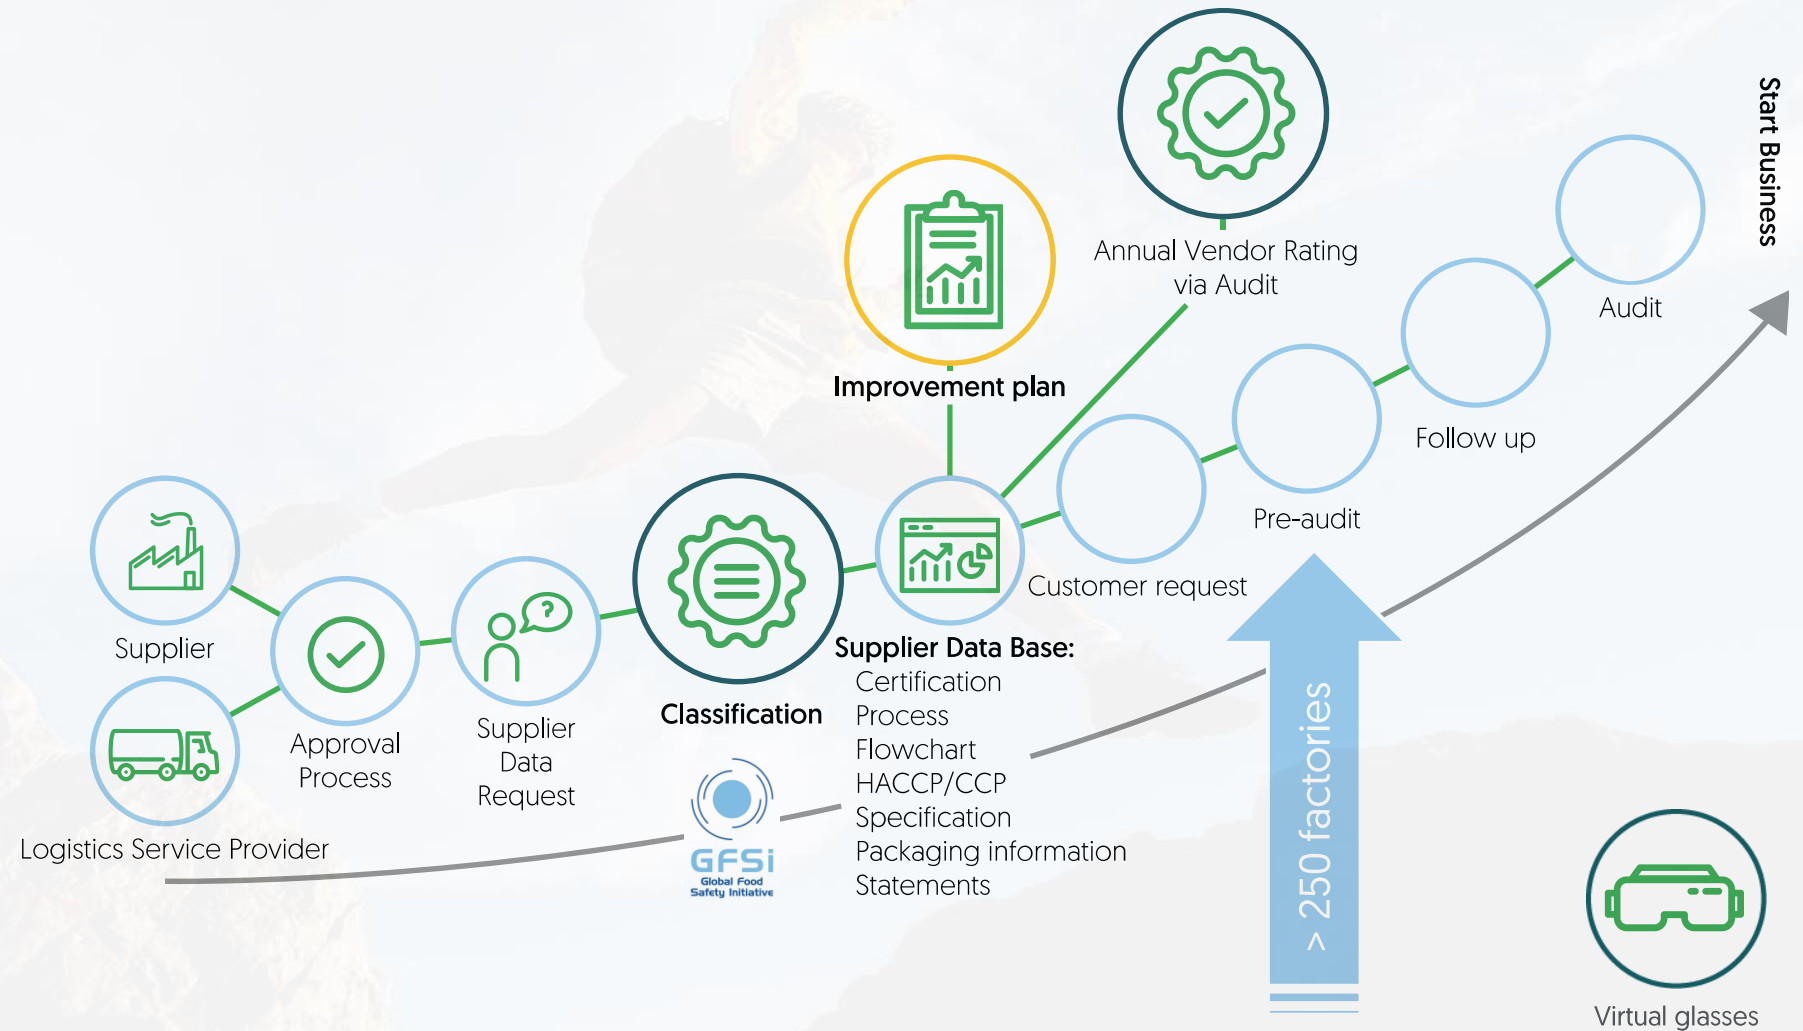 Start Business
Annual Vendor Rating
via Audit
Audit
Improvement plan
Follow up
Pre-audit
Customer request
Supplier
Approval
Process
Supplier
Data
Request
Classification
Logistics Service Provider
GFSi
Global Food
Safety Initiative
Supplier Data Base:
Certification
Process
Flowchart
HACCP/CCP
Specification
Packaging information
Statements
?
> 250 factories
Virtual glasses